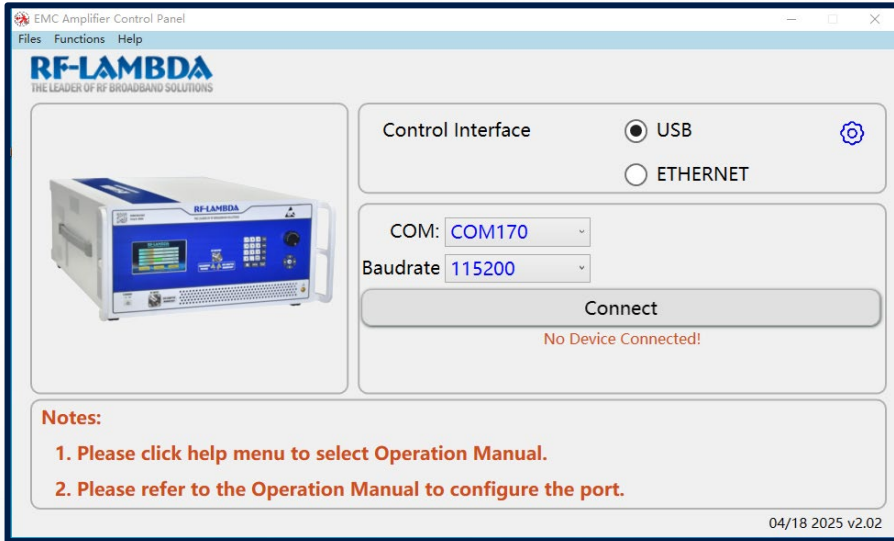 EMC Amplifier Control Panel
Files Functions Help
RF-LAMBDA
THE LEADER OF RF BROADBAND SOLUTIONS
RF-LAMBDA
Control Interface
USB
ETHERNET
COM: COM170
Baudrate 115200
Connect
No Device Connected!
Notes:
1. Please click help menu to select Operation Manual.
2. Please refer to the Operation Manual to configure the port.
04/18 2025 v2.02